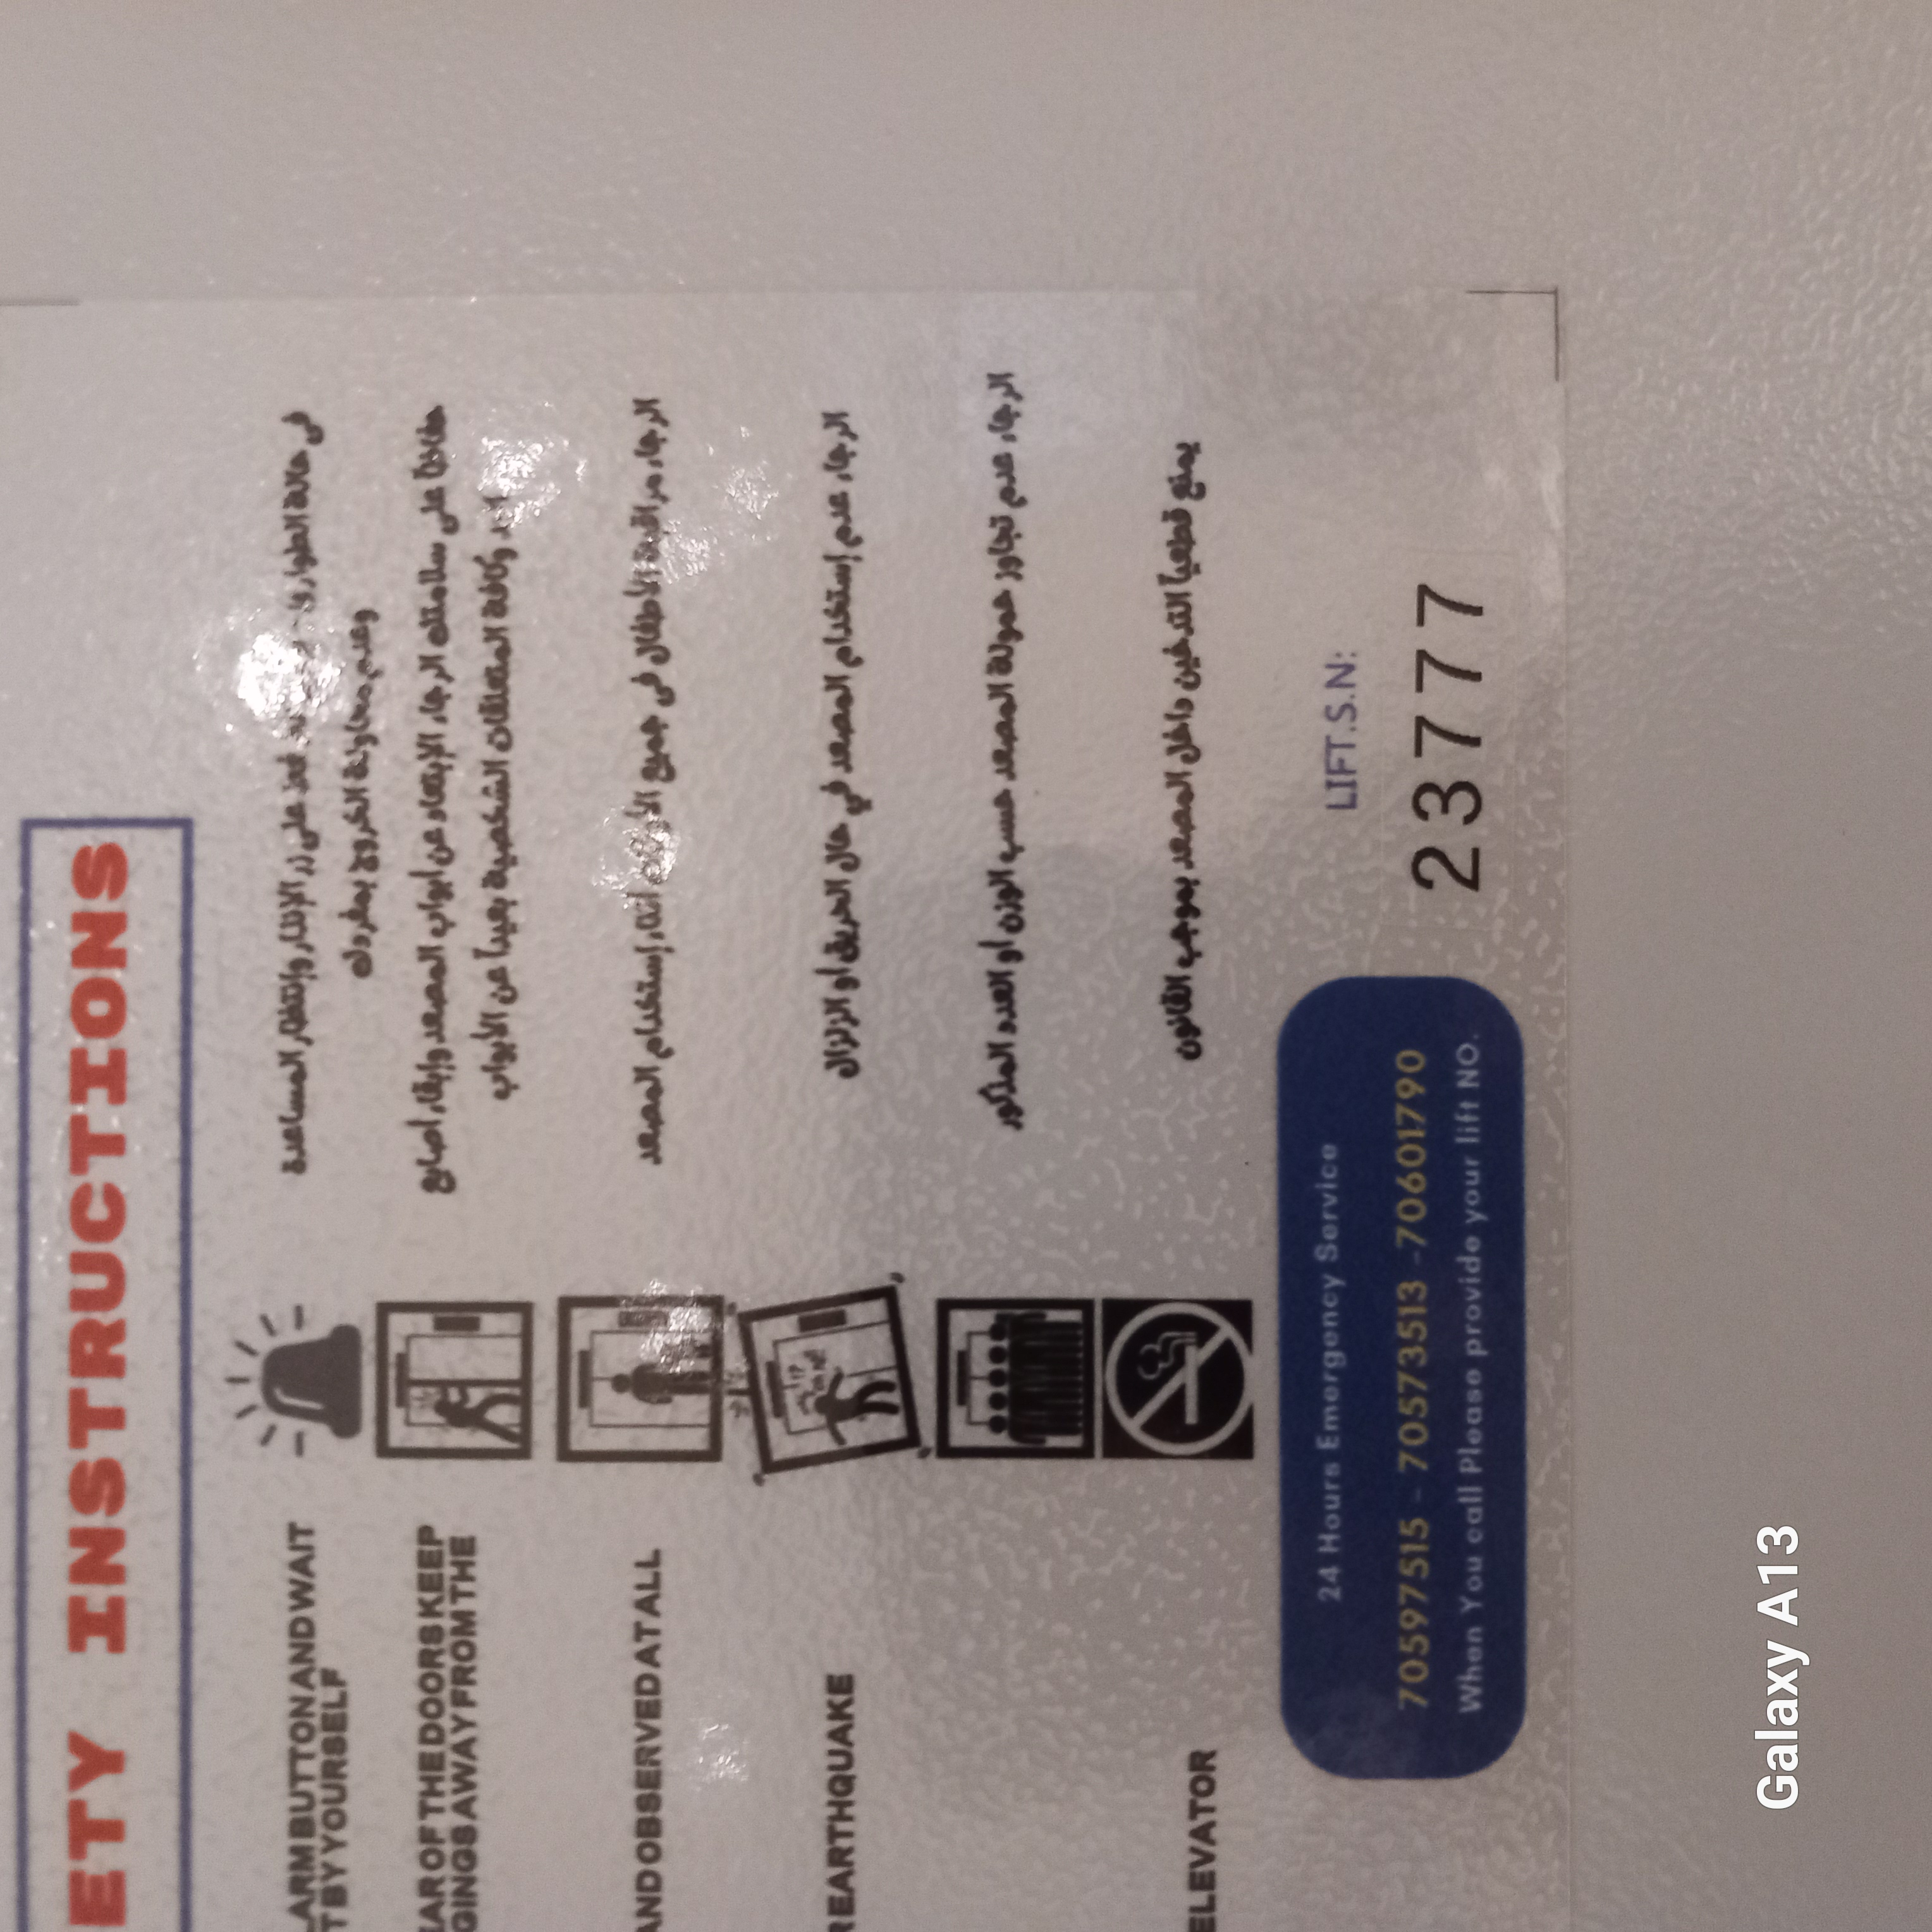 ETY INSTRUCTIONS
LARM BUTTON AND WAIT
T BY YOURSELF
في حالة الطوارئ على زر الإنذار وإنتظار المساعدة
وعدم محاولة الخروج بمفردك
EAR OF THE DOORS KEEP
GINGS AWAY FROM THE
حفاظاً على سلامتك الرجاء الإبتعاد عن أبواب المصعد وإبقاء أصابع
وكافة المتعلقات الشخصية بعيداً عن الأبواب
AND OBSERVED AT ALL
الرجاء مراقبة الأطفال في جميع الأوقات أثناء إستخدام المصعد
R EARTHQUAKE
الرجاء عدم إستخدام المصعد في حال الحريق أو الزلزال
الرجاء عدم تجاوز حمولة المصعد حسب الوزن أو العدد المذكور
ELEVATOR
يمنع قطعياً التدخين داخل المصعد بموجب القانون
24 Hours Emergency Service
70597515 - 70573513 -70601790
When You call Please provide your lift NO.
LIFT.S.N:
23777
Galaxy A13